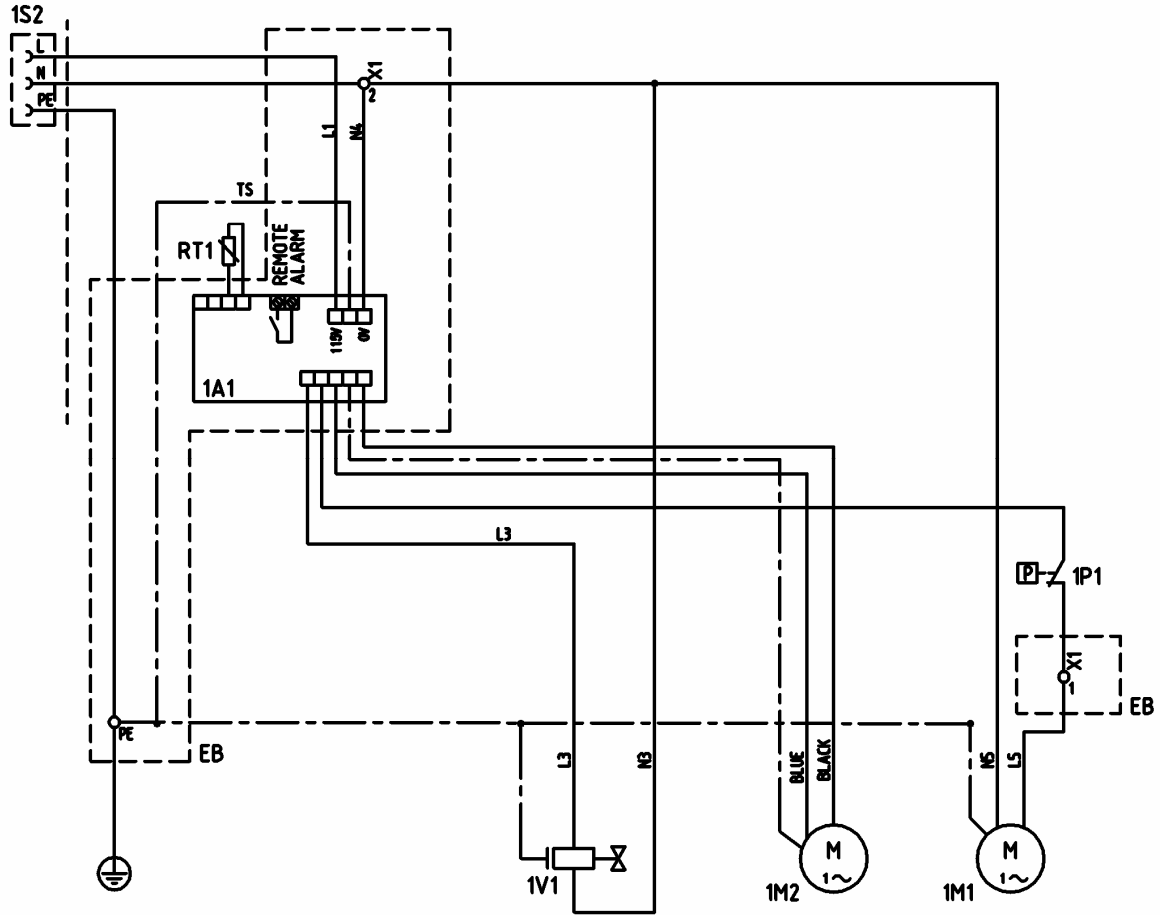 1S2
L
N
PE
X1
2
L1
N4
TS
RT1
REMOTE
ALARM
115V
0V
1A1
L3
P
1P1
X1
1
EB
PE
EB
L3
N3
BLUE
BLACK
N5
L5
1V1
M
1~
1M2
M
1~
1M1